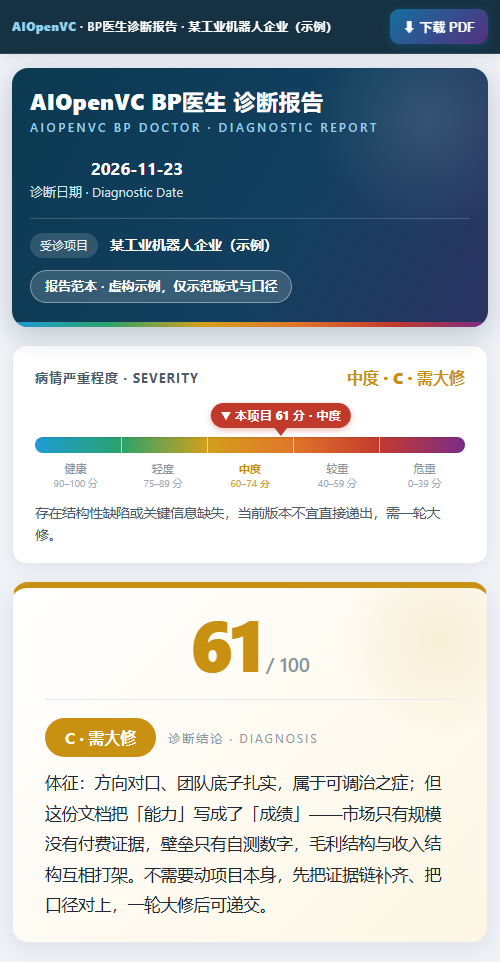 AIOpenVC · BP医生诊断报告 · 某工业机器人企业（示例）
⬇ 下载 PDF
AIOpenVC BP医生 诊断报告
AIOPENVC BP DOCTOR · DIAGNOSTIC REPORT
2026-11-23
诊断日期 · Diagnostic Date
受诊项目 某工业机器人企业（示例）
报告范本 · 虚构示例，仅示范版式与口径
病情严重程度 · SEVERITY
中度 · C · 需大修
▼ 本项目 61 分 · 中度
健康 轻度 中度 较重 危重
90–100 分 75–89 分 60–74 分 40–59 分 0–39 分
存在结构性缺陷或关键信息缺失，当前版本不宜直接递出，需一轮大
修。
61 / 100
C · 需大修 诊断结论 · DIAGNOSIS
体征：方向对口、团队底子扎实，属于可调治之症；但
这份文档把「能力」写成了「成绩」——市场只有规模
没有付费证据，壁垒只有自测数字，毛利结构与收入结
构互相打架。不需要动项目本身，先把证据链补齐、把
口径对上，一轮大修后可递交。